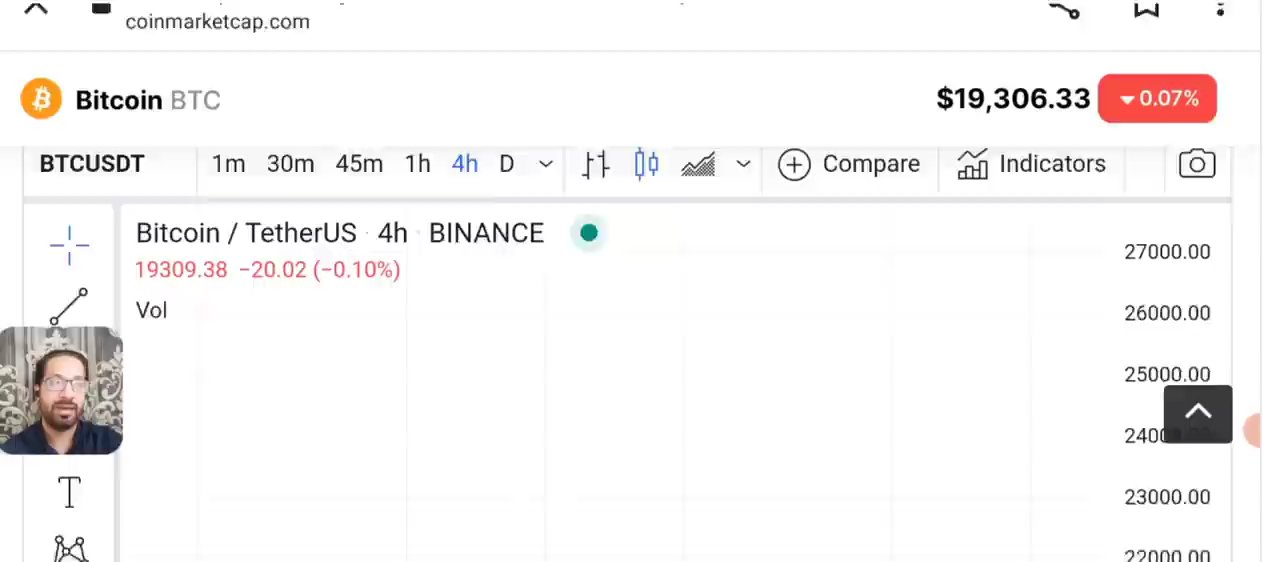 coinmarketcap.com
Bitcoin BTC $19,306.33 0.07%
BTCUSDT 1m 30m 45m 1h 4h D Compare Indicators
Bitcoin / TetherUS · 4h · BINANCE
19309.38 −20.02 (−0.10%)
Vol
27000.00
26000.00
25000.00
23000.00
22000.00